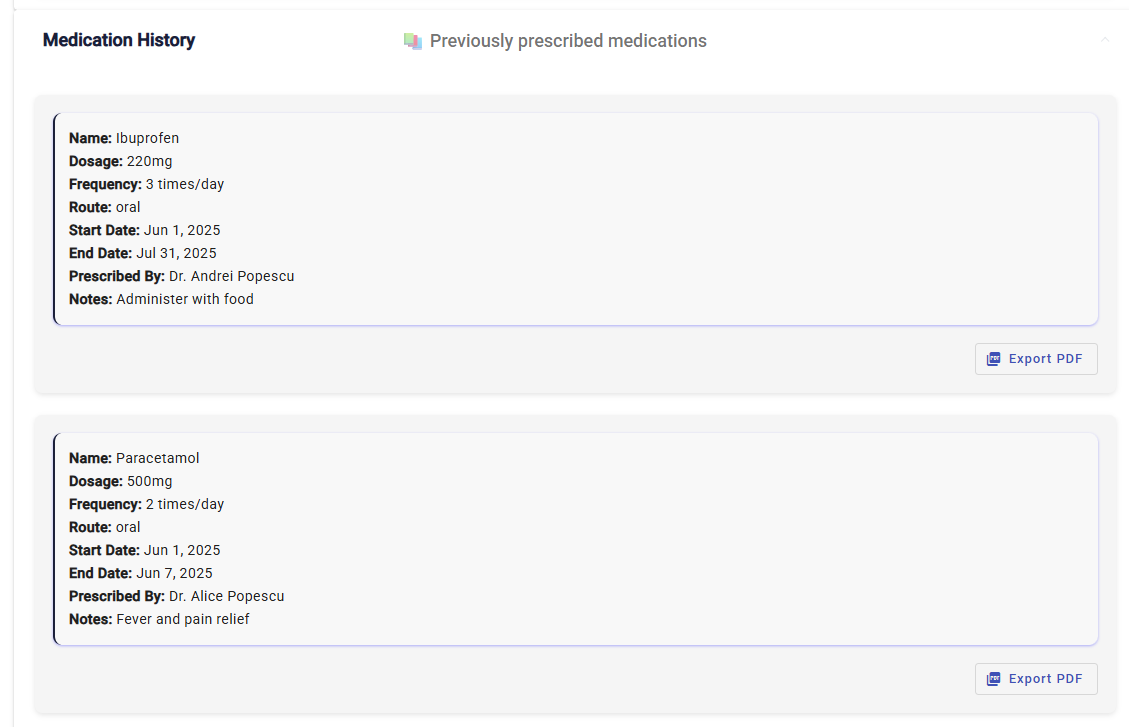 Medication History
Previously prescribed medications
Name: Ibuprofen
Dosage: 220mg
Frequency: 3 times/day
Route: oral
Start Date: Jun 1, 2025
End Date: Jul 31, 2025
Prescribed By: Dr. Andrei Popescu
Notes: Administer with food
PDF Export PDF
Name: Paracetamol
Dosage: 500mg
Frequency: 2 times/day
Route: oral
Start Date: Jun 1, 2025
End Date: Jun 7, 2025
Prescribed By: Dr. Alice Popescu
Notes: Fever and pain relief
PDF Export PDF